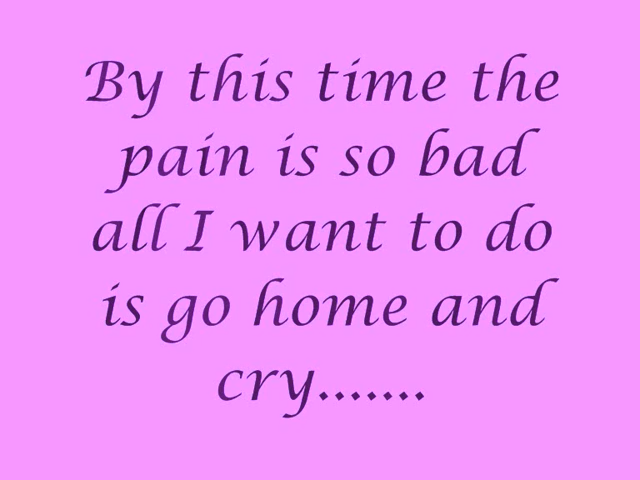 By this time the
pain is so bad
all I want to do
is go home and
cry.......